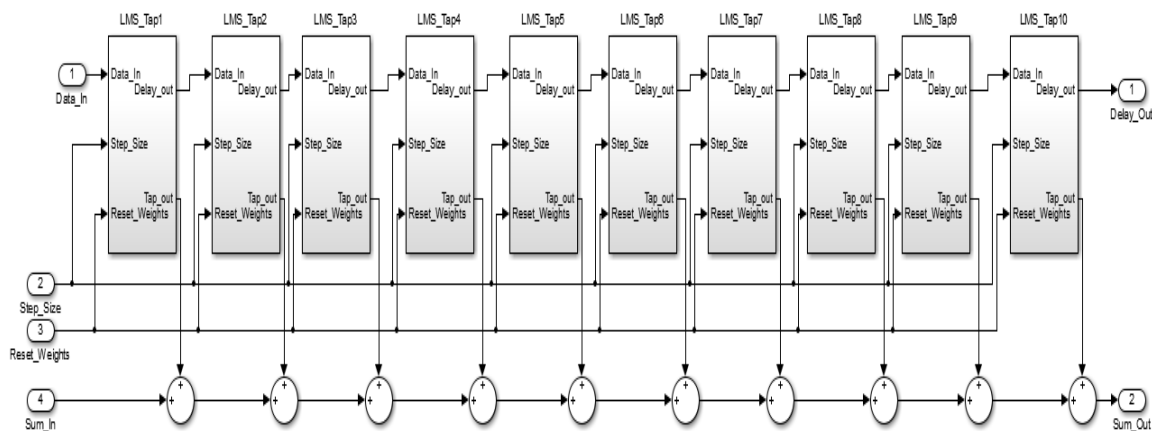 LMS_Tap1 LMS_Tap2 LMS_Tap3 LMS_Tap4 LMS_Tap5 LMS_Tap6 LMS_Tap7 LMS_Tap8 LMS_Tap9 LMS_Tap10
1 Data_In Data_In Data_In Data_In Data_In Data_In Data_In Data_In Data_In Data_In
Delay_out Delay_out Delay_out Delay_out Delay_out Delay_out Delay_out Delay_out Delay_out Delay_out 1
Data_In Delay_Out
Step_Size Step_Size Step_Size Step_Size Step_Size Step_Size Step_Size Step_Size Step_Size Step_Size
Tap_out Tap_out Tap_out Tap_out Tap_out Tap_out Tap_out Tap_out Tap_out Tap_out
Reset_Weights Reset_Weights Reset_Weights Reset_Weights Reset_Weights Reset_Weights Reset_Weights Reset_Weights Reset_Weights Reset_Weights
2
Step_Size
3
Reset_Weights
+ + + + + + + + + +
4 + + + + + + + + + + 2
Sum_In Sum_Out